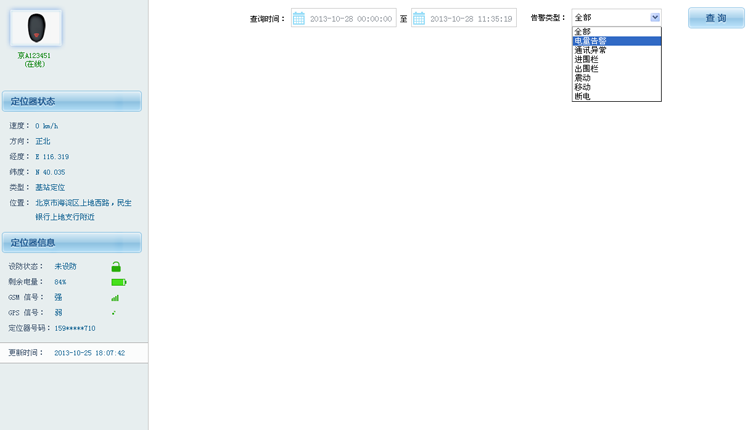 京A123451
(在线)
定位器状态
速度： 0 km/h
方向： 正北
经度： E 116.319
纬度： N 40.035
类型： 基站定位
位置： 北京市海淀区上地西路，民生
银行上地支行附近
定位器信息
设防状态： 未设防
剩余电量： 84%
GSM 信号： 强
GPS 信号： 弱
定位器号码：159*****710
更新时间： 2013-10-25 18:07:42
查询时间： 2013-10-28 00:00:00 至 2013-10-28 11:35:19 告警类型： 全部 查 询
全部
电量告警
通讯异常
进围栏
出围栏
震动
移动
断电